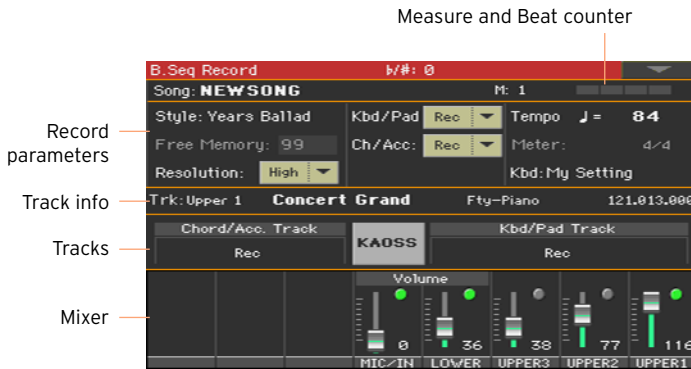 Measure and Beat counter
B.Seq Record ♭/#: 0
Song: NEWSONG M: 1
Record parameters
Style: Years Ballad Kbd/Pad Rec Tempo ♩ = 84
Free Memory: 99 Ch/Acc: Rec Meter: 4/4
Resolution: High Kbd: My Setting
Track info
Trk: Upper 1 Concert Grand Fty-Piano 121.013.000
Tracks
Chord/Acc. Track KAOSS Kbd/Pad Track
Rec Rec
Mixer
Volume
0 36 38 77 116
MIC/IN LOWER UPPER3 UPPER2 UPPER1